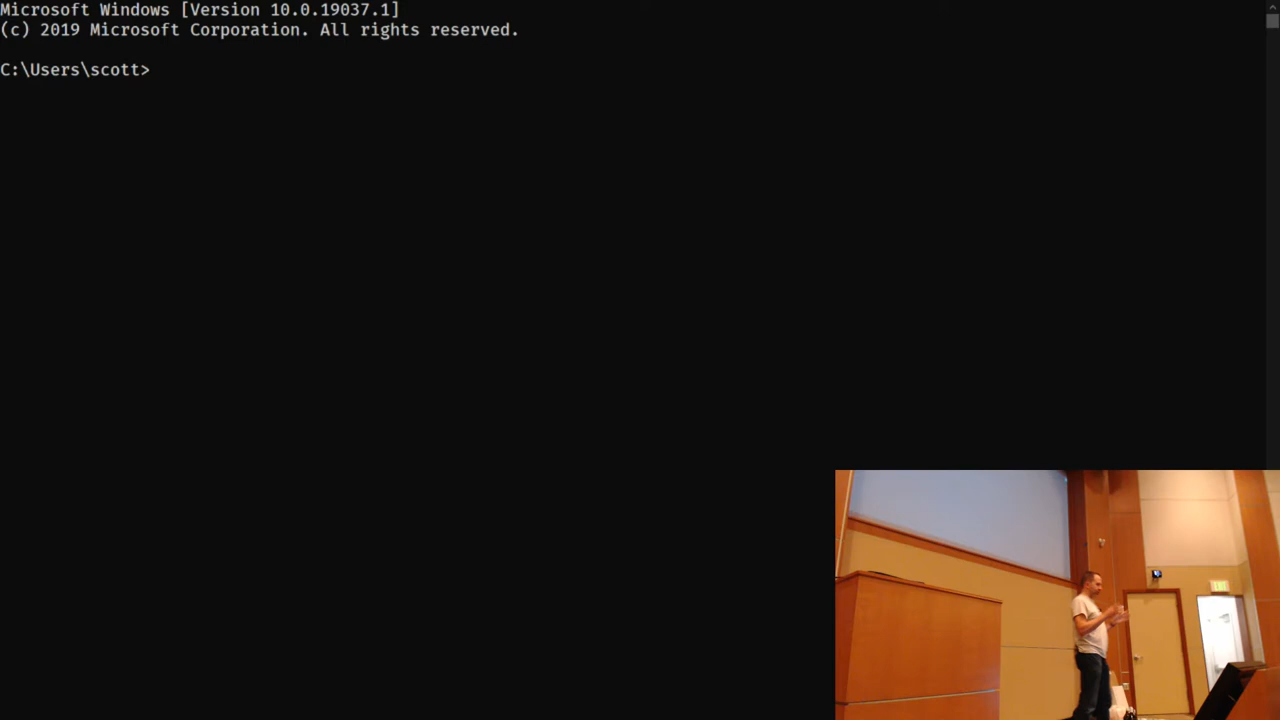 Microsoft Windows [Version 10.0.19037.1]
(c) 2019 Microsoft Corporation. All rights reserved.
C:\Users\scott>